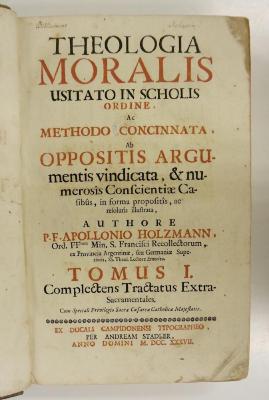 THEOLOGIA
MORALIS
USITATO IN SCHOLIS
ORDINE,
Ac
METHODO CONCINNATA,
Ab
OPPOSITIS ARGU-
mentis vindicata, & nu-
merosis Conscientiæ Ca-
sibus, in forma propositis, ac
resolutis illustrata,
AUTHORE
P. F. APOLLONIO HOLZMANN,
Ord. FFrum Min. S. Francisci Recollectorum,
ex Provincia Argentinæ, seu Germaniæ Supe-
rioris, SS. Theol. Lectore
TOMUS I.
Complectens Tractatus Extra-
Sacramentales.
Cum Speciali Privilegio Sacræ Cæsareæ Catholicæ Majestatis.
EX DUCALI CAMPIDONENSI TYPOGRAPHEO,
PER ANDREAM STADLER,
ANNO DOMINI M. DCC. XXXVII.